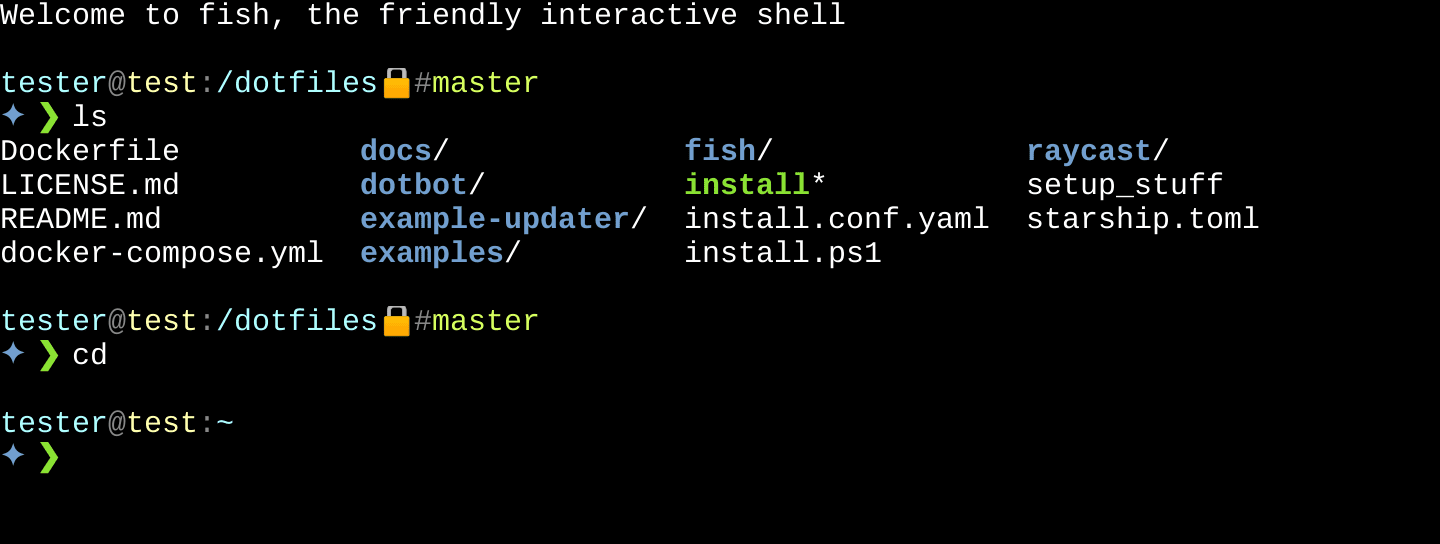 Welcome to fish, the friendly interactive shell
tester@test:/dotfiles🔒#master
✦ ❯ ls
Dockerfile          docs/             fish/              raycast/
LICENSE.md          dotbot/           install*           setup_stuff
README.md           example-updater/  install.conf.yaml  starship.toml
docker-compose.yml  examples/         install.ps1
tester@test:/dotfiles🔒#master
✦ ❯ cd
tester@test:~
✦ ❯